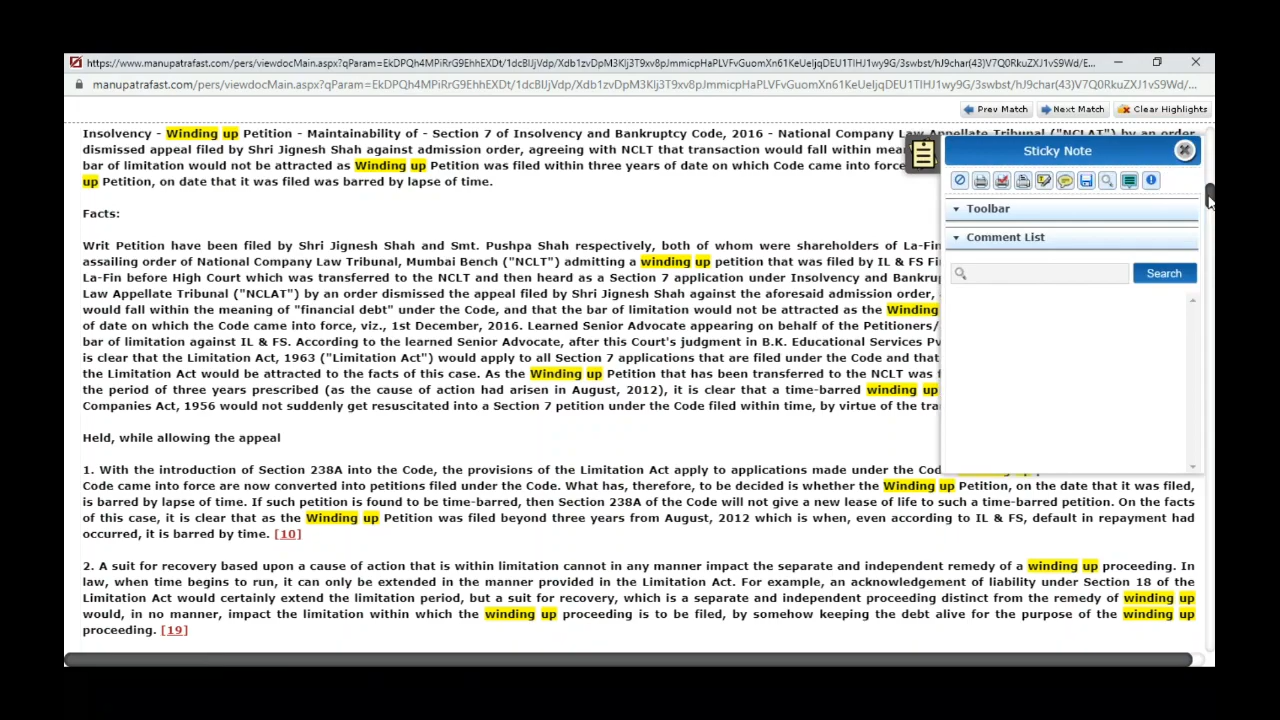 https://www.manupatrafast.com/pers/viewdocMain.aspx?qParam=
manupatrafast.com/pers/viewdocMain.aspx?qParam=
Prev Match Next Match Clear Highlights
Insolvency - Winding up Petition - Maintainability of - Section 7 of Insolvency and Bankruptcy Code, 2016 - National Company Law Appellate Tribunal ("NCLAT") by an order
dismissed appeal filed by Shri Jignesh Shah against admission order, agreeing with NCLT that transaction would fall within
bar of limitation would not be attracted as Winding up Petition was filed within three years of date on which Code came into
up Petition, on date that it was filed was barred by lapse of time.
Sticky Note
Toolbar
Comment List
Search
Facts:
Writ Petition have been filed by Shri Jignesh Shah and Smt. Pushpa Shah respectively, both of whom were shareholders of La-Fin
assailing order of National Company Law Tribunal, Mumbai Bench ("NCLT") admitting a winding up petition that was filed by IL & FS
La-Fin before High Court which was transferred to the NCLT and then heard as a Section 7 application under Insolvency and
Law Appellate Tribunal ("NCLAT") by an order dismissed the appeal filed by Shri Jignesh Shah against the aforesaid admission order,
would fall within the meaning of "financial debt" under the Code, and that the bar of limitation would not be attracted as the Winding
of date on which the Code came into force, viz., 1st December, 2016. Learned Senior Advocate appearing on behalf of the Petitioners/
bar of limitation against IL & FS. According to the learned Senior Advocate, after this Court's judgment in B.K. Educational Services
is clear that the Limitation Act, 1963 ("Limitation Act") would apply to all Section 7 applications that are filed under the Code and that
the Limitation Act would be attracted to the facts of this case. As the Winding up Petition that has been transferred to the NCLT was
the period of three years prescribed (as the cause of action had arisen in August, 2012), it is clear that a time-barred winding up
Companies Act, 1956 would not suddenly get resuscitated into a Section 7 petition under the Code filed within time, by virtue of the
Held, while allowing the appeal
1. With the introduction of Section 238A into the Code, the provisions of the Limitation Act apply to applications made under the
Code came into force are now converted into petitions filed under the Code. What has, therefore, to be decided is whether the Winding up Petition, on the date that it was filed,
is barred by lapse of time. If such petition is found to be time-barred, then Section 238A of the Code will not give a new lease of life to such a time-barred petition. On the facts
of this case, it is clear that as the Winding up Petition was filed beyond three years from August, 2012 which is when, even according to IL & FS, default in repayment had
occurred, it is barred by time. [10]
2. A suit for recovery based upon a cause of action that is within limitation cannot in any manner impact the separate and independent remedy of a winding up proceeding. In
law, when time begins to run, it can only be extended in the manner provided in the Limitation Act. For example, an acknowledgement of liability under Section 18 of the
Limitation Act would certainly extend the limitation period, but a suit for recovery, which is a separate and independent proceeding distinct from the remedy of winding up
would, in no manner, impact the limitation within which the winding up proceeding is to be filed, by somehow keeping the debt alive for the purpose of the winding up
proceeding. [19]